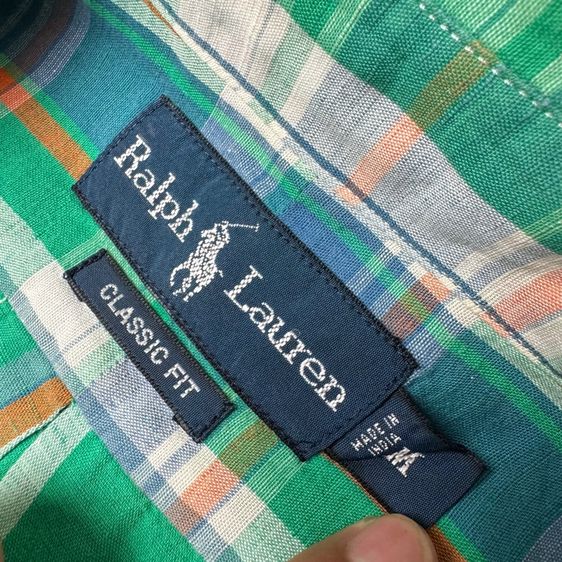 Ralph Lauren
CLASSIC FIT
MADE IN
INDIA
M